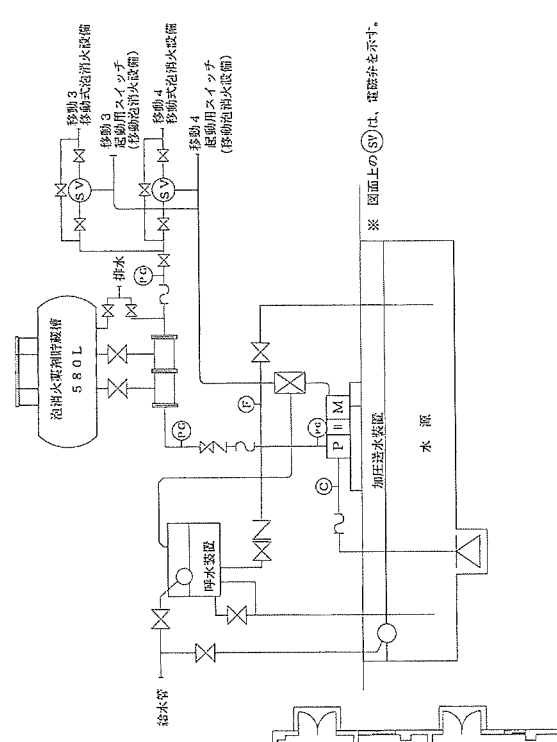 移動3
移動式泡消火設備
移動3
起動用スイッチ
(移動泡消火設備)
移動4
移動式泡消火設備
移動4
起動用スイッチ
(移動泡消火設備)
※ 図面上のSVは、電磁弁を示す。
SV
SV
排水
PG
泡消火薬剤貯蔵槽
580L
PG
F
PG
P
M
C
加圧送水装置
水源
呼水装置
給水管